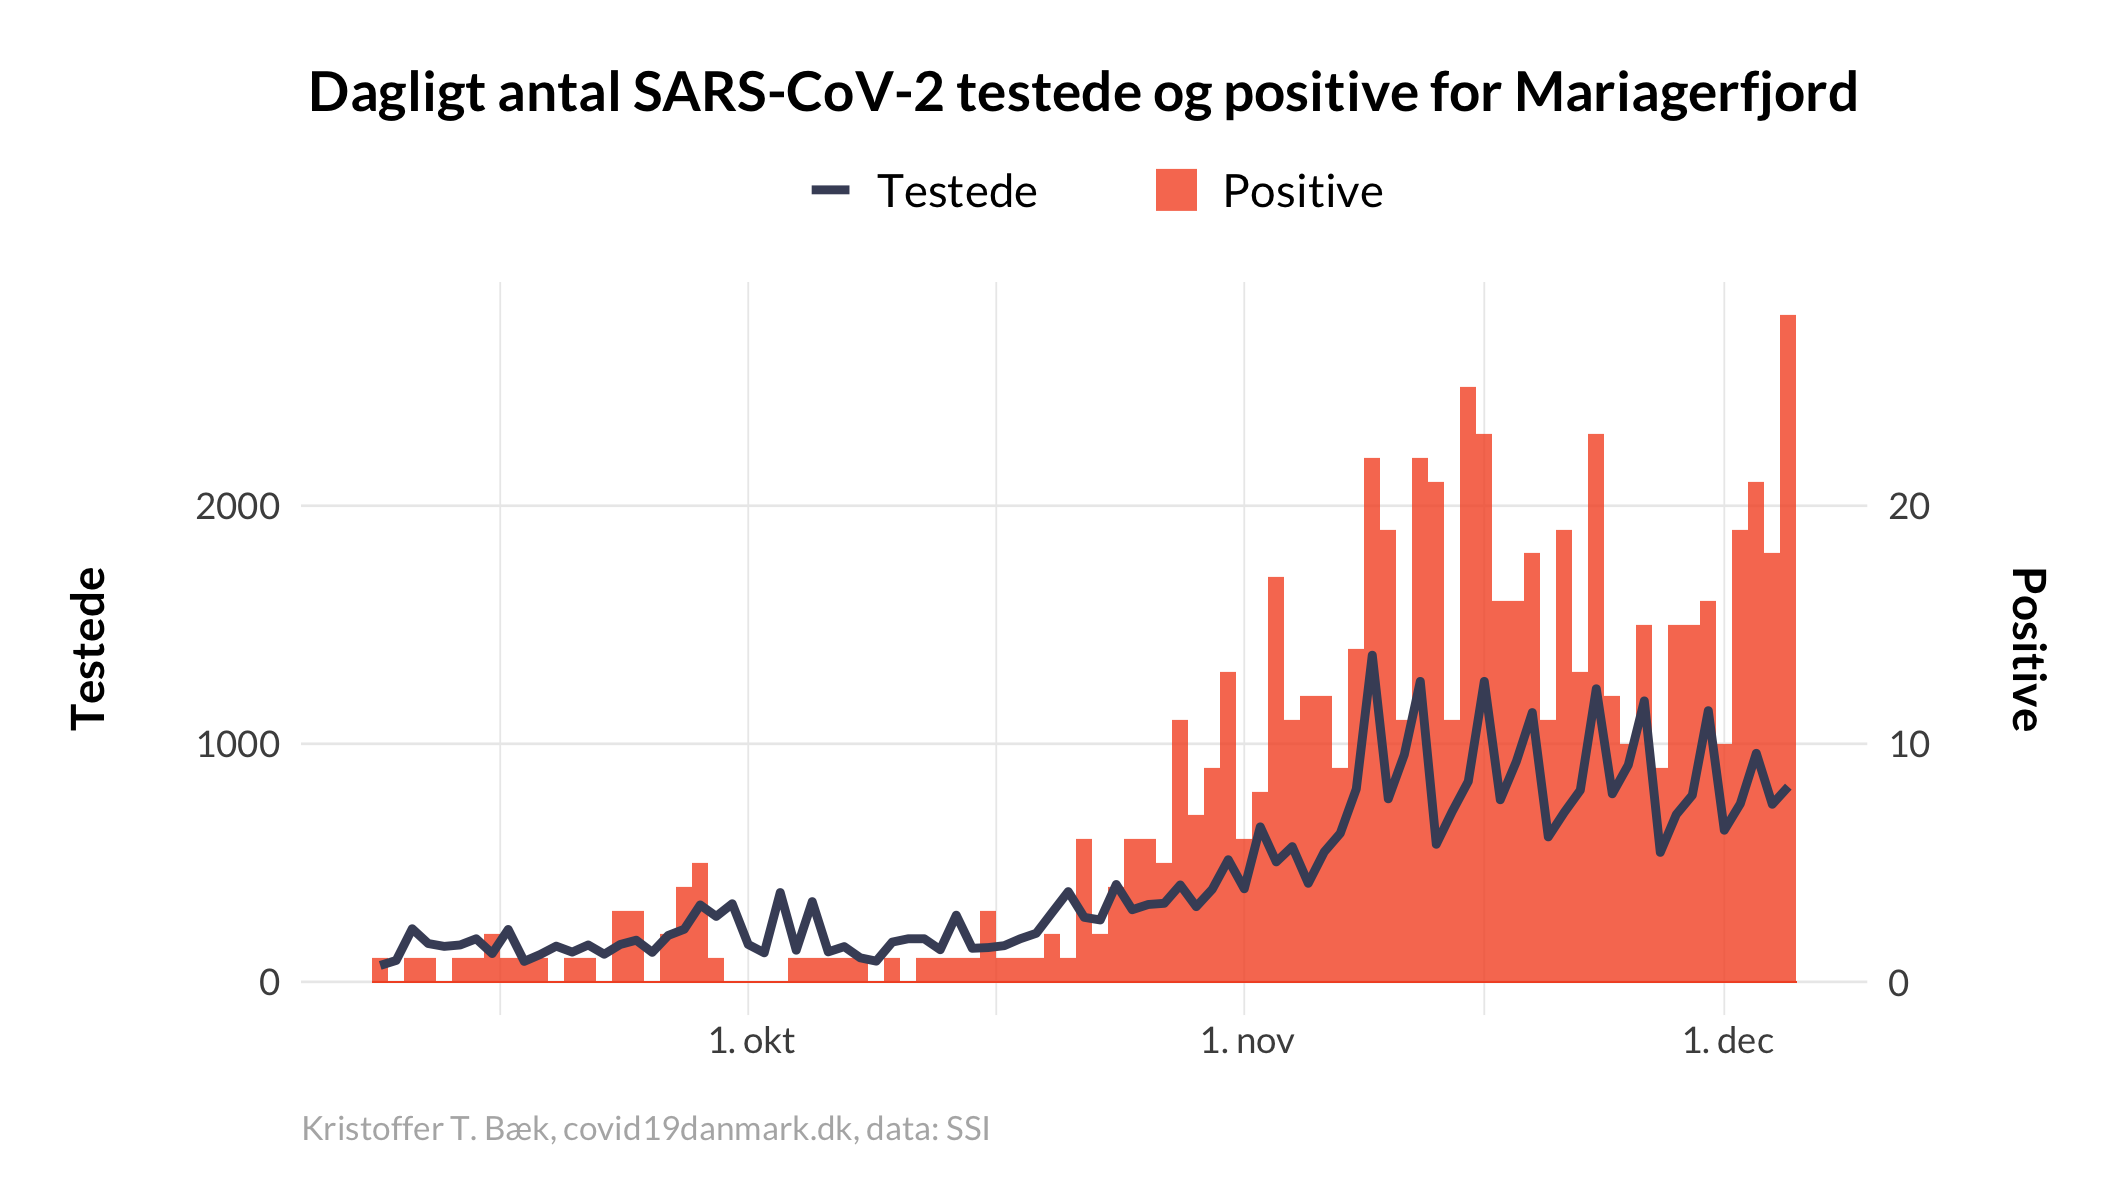 Dagligt antal SARS-CoV-2 testede og positive for Mariagerfjord
Testede
Positive
2000
1000
0
Testede
20
10
0
Positive
1. okt
1. nov
1. dec
Kristoffer T. Bæk, covid19danmark.dk, data: SSI